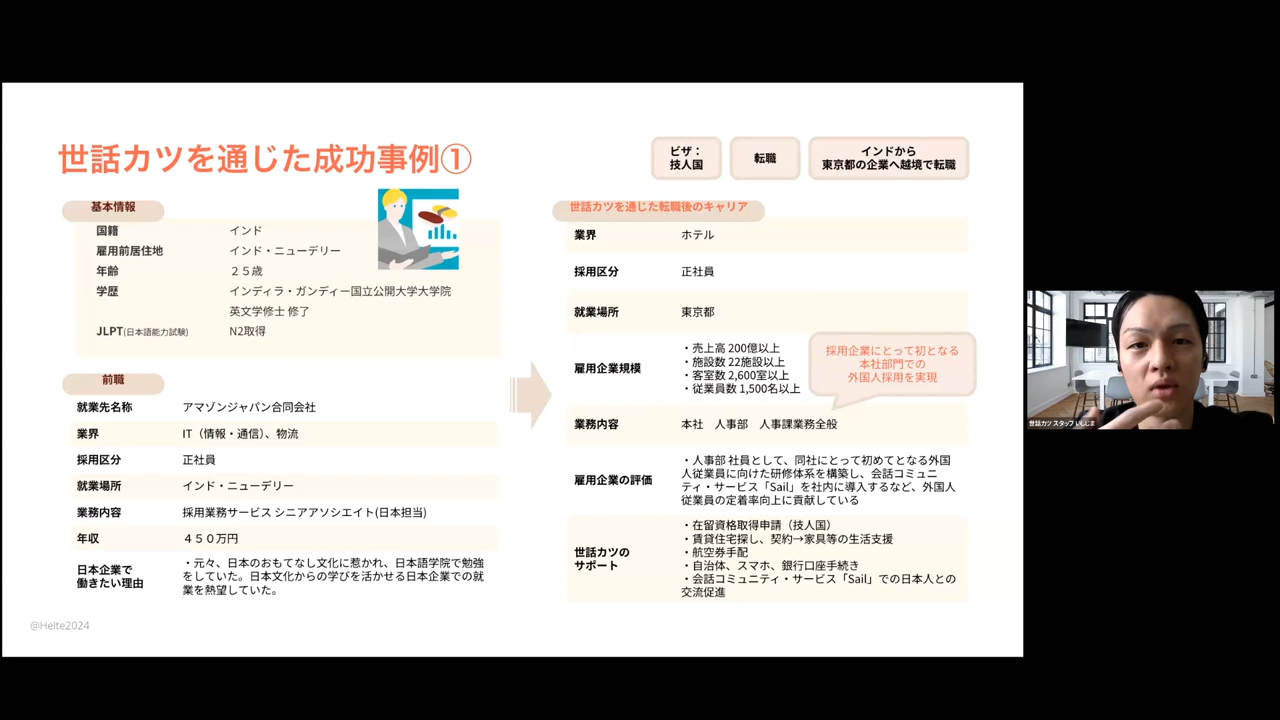 世話カツを通じた成功事例①
ビザ：
技人国
転職
インドから
東京都の企業へ越境で転職
基本情報
国籍 インド
雇用前居住地 インド・ニューデリー
年齢 ２５歳
学歴 インディラ・ガンディー国立公開大学大学院
英文学修士 修了
JLPT(日本語能力試験) N2取得
前職
就業先名称 アマゾンジャパン合同会社
業界 IT（情報・通信）、物流
採用区分 正社員
就業場所 インド・ニューデリー
業務内容 採用業務サービス シニアアソシエイト(日本担当)
年収 ４５０万円
日本企業で
働きたい理由
・元々、日本のおもてなし文化に惹かれ、日本語学院で勉強
をしていた。日本文化からの学びを活かせる日本企業での就
業を熱望していた。
世話カツを通じた転職後のキャリア
業界 ホテル
採用区分 正社員
就業場所 東京都
雇用企業規模
・売上高 200億以上
・施設数 22施設以上
・客室数 2,600室以上
・従業員数 1,500名以上
採用企業にとって初となる
本社部門での
外国人採用を実現
業務内容 本社　人事部　人事課業務全般
雇用企業の評価
・人事部 社員として、同社にとって初めてとなる外国
人従業員に向けた研修体系を構築し、会話コミュニ
ティ・サービス「Sail」を社内に導入するなど、外国人
従業員の定着率向上に貢献している
世話カツの
サポート
・在留資格取得申請（技人国）
・賃貸住宅探し、契約→家具等の生活支援
・航空券手配
・自治体、スマホ、銀行口座手続き
・会話コミュニティ・サービス「Sail」での日本人との
交流促進
@Heite2024
世話カツ スタッフ いしじま